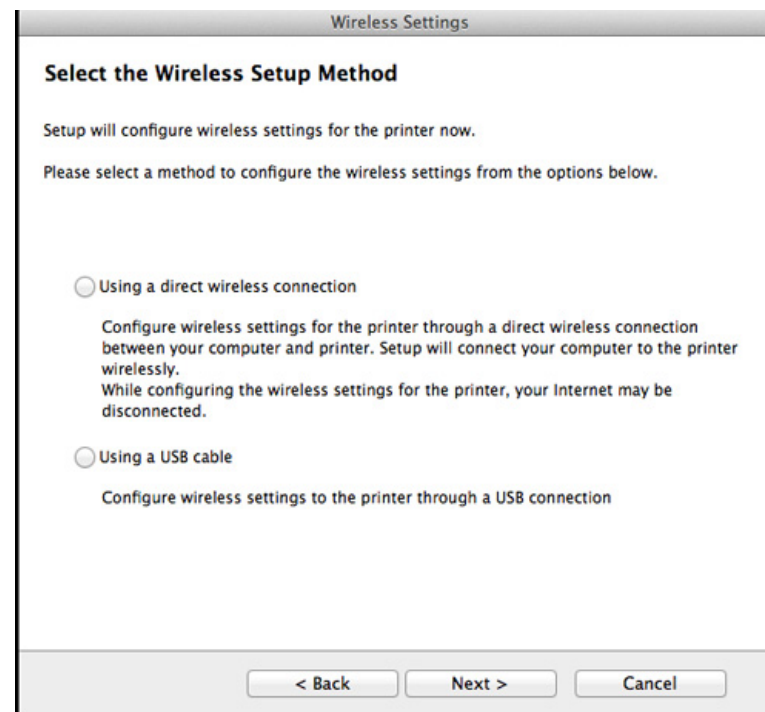 Wireless Settings
Select the Wireless Setup Method
Setup will configure wireless settings for the printer now.
Please select a method to configure the wireless settings from the options below.
Using a direct wireless connection
Configure wireless settings for the printer through a direct wireless connection
between your computer and printer. Setup will connect your computer to the printer
wirelessly.
While configuring the wireless settings for the printer, your Internet may be
disconnected.
Using a USB cable
Configure wireless settings to the printer through a USB connection
< Back Next > Cancel